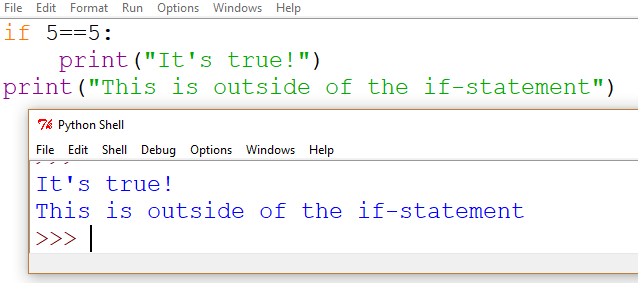 File Edit Format Run Options Windows Help
if 5==5:
    print("It's true!")
print("This is outside of the if-statement")
Python Shell
File Edit Shell Debug Options Windows Help
It's true!
This is outside of the if-statement
>>>